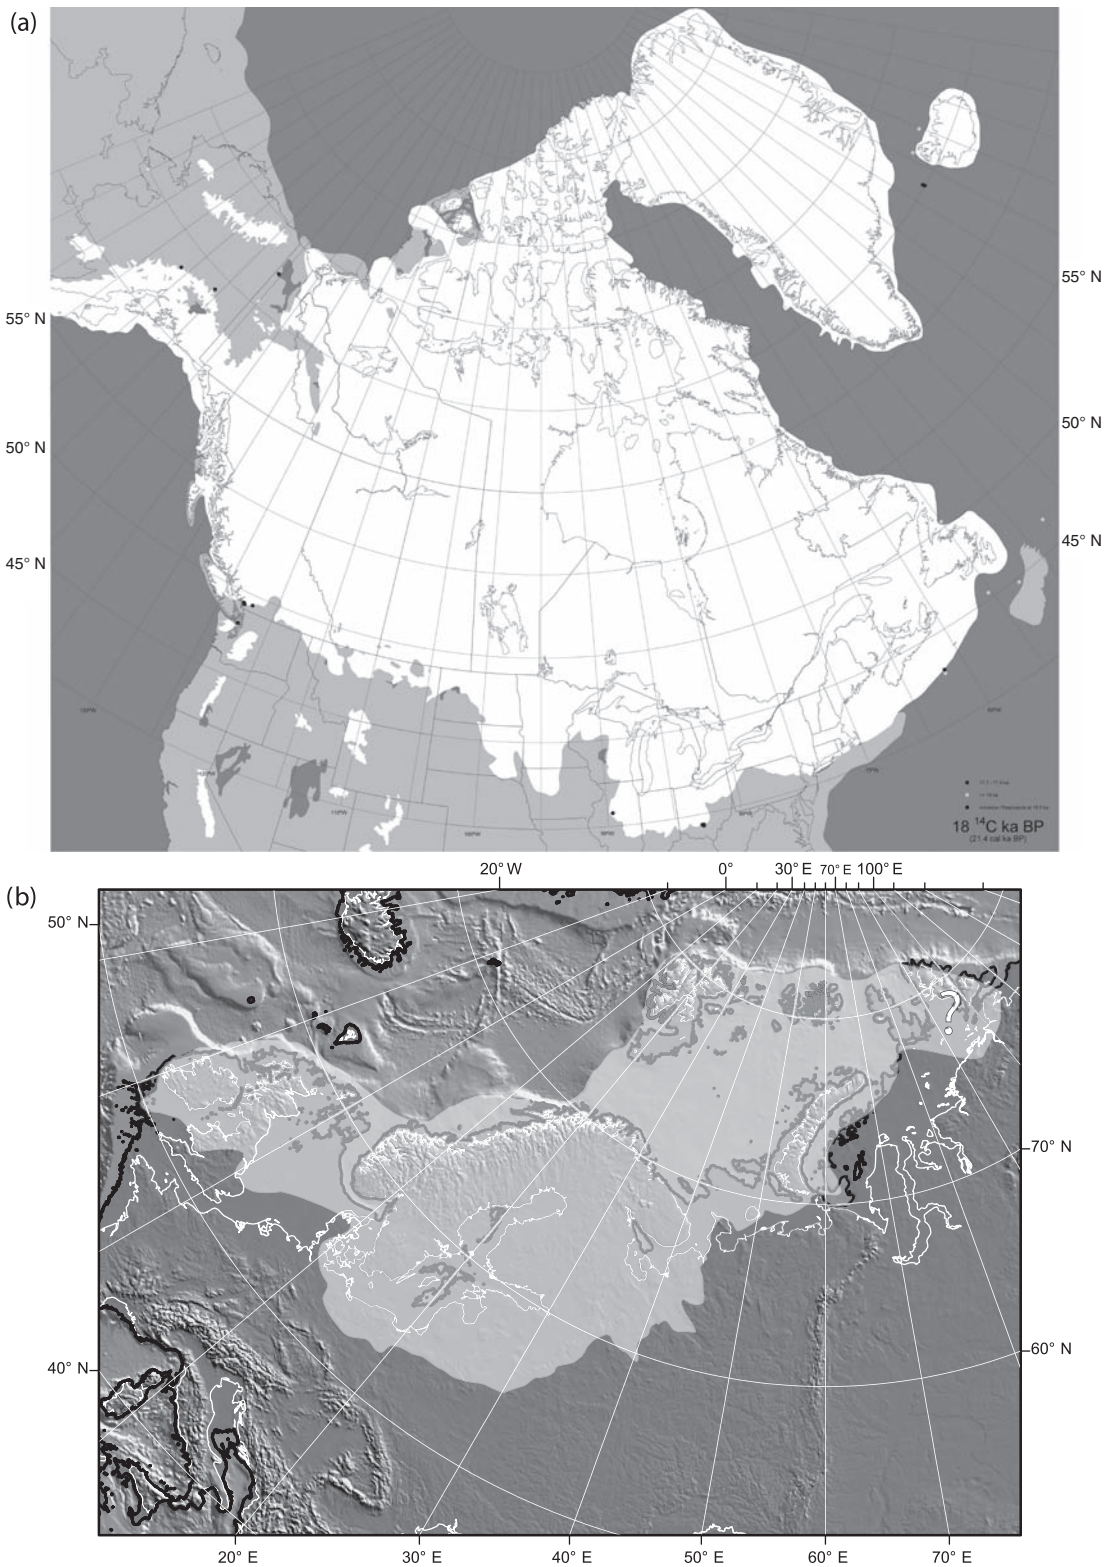 (a)
55° N
55° N
50° N
50° N
45° N
45° N
18 ¹⁴C ka BP
(21.4 cal ka BP)
(b)
20° W 0° 30° E 70° E 100° E
50° N
?
70° N
40° N
60° N
20° E 30° E 40° E 50° E 60° E 70° E